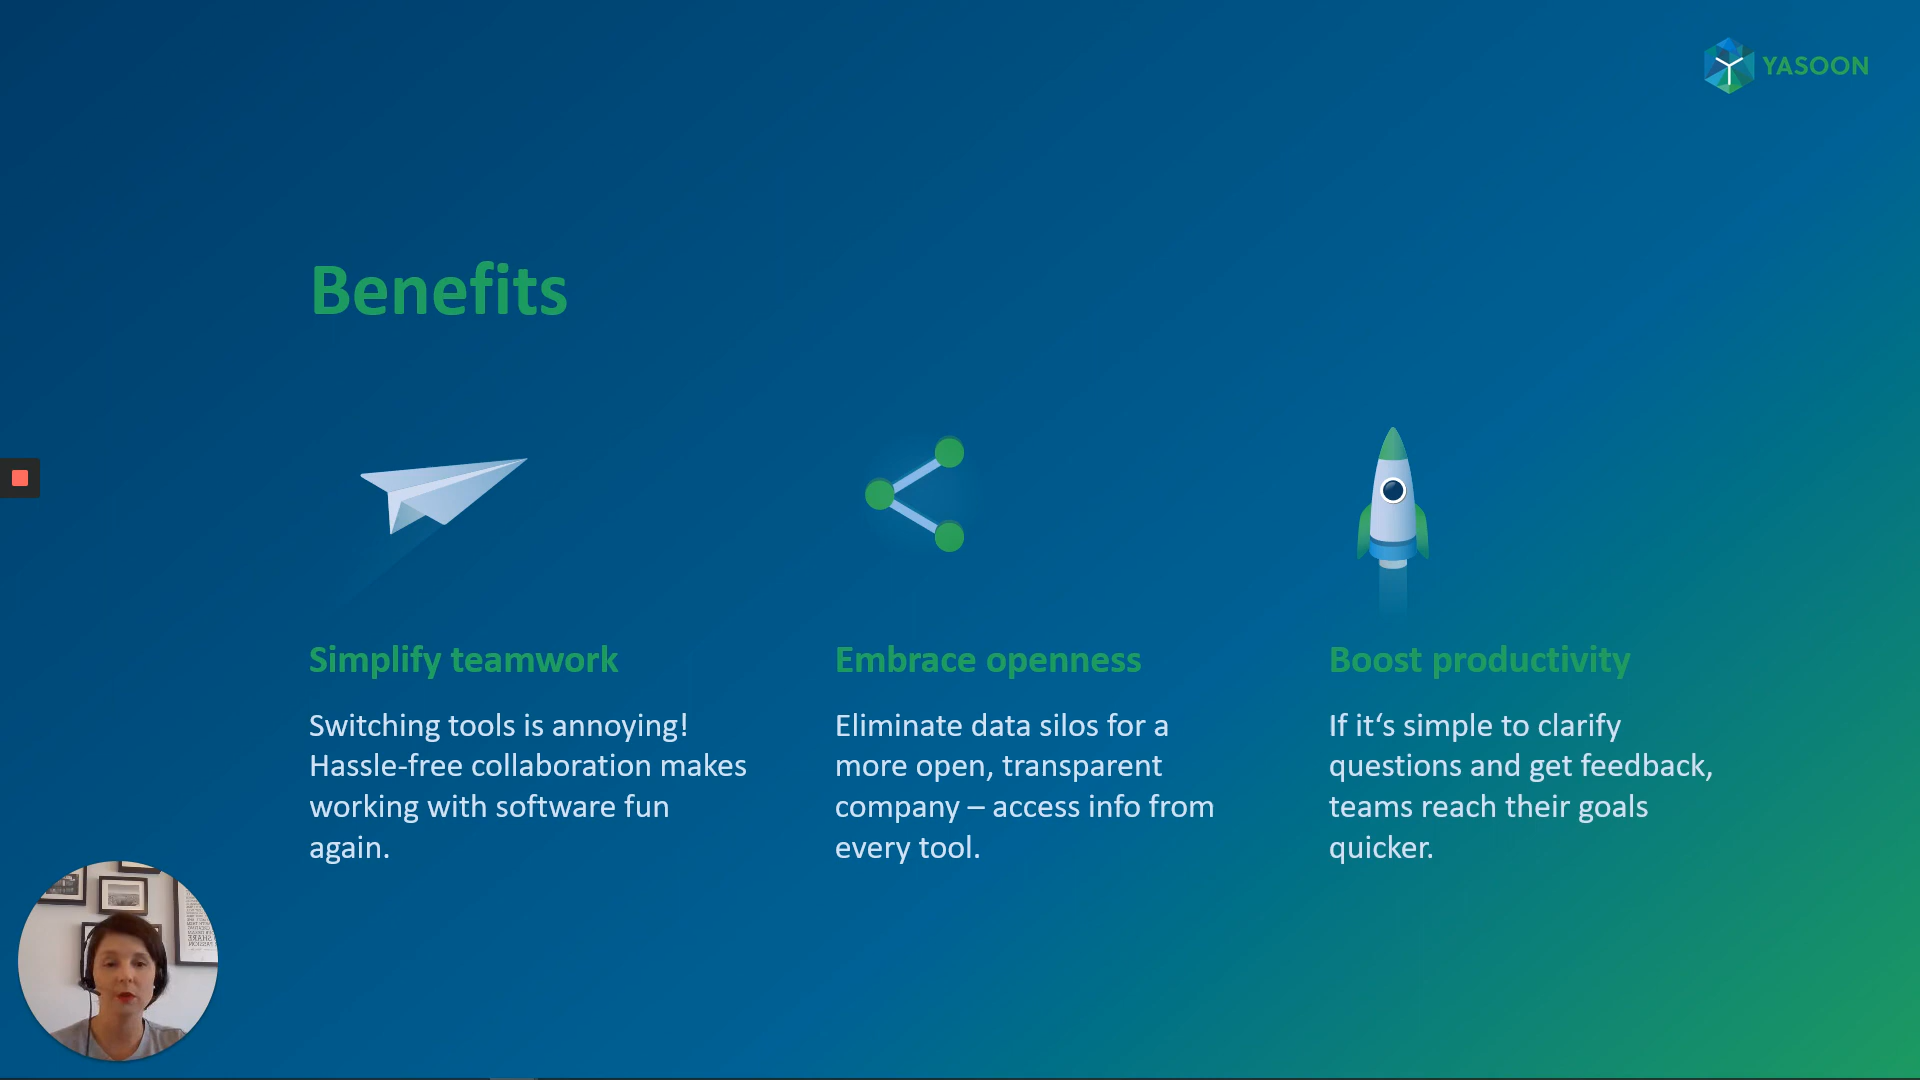 YASOON
Benefits
Simplify teamwork
Switching tools is annoying!
Hassle-free collaboration makes
working with software fun
again.
Embrace openness
Eliminate data silos for a
more open, transparent
company – access info from
every tool.
Boost productivity
If it‘s simple to clarify
questions and get feedback,
teams reach their goals
quicker.